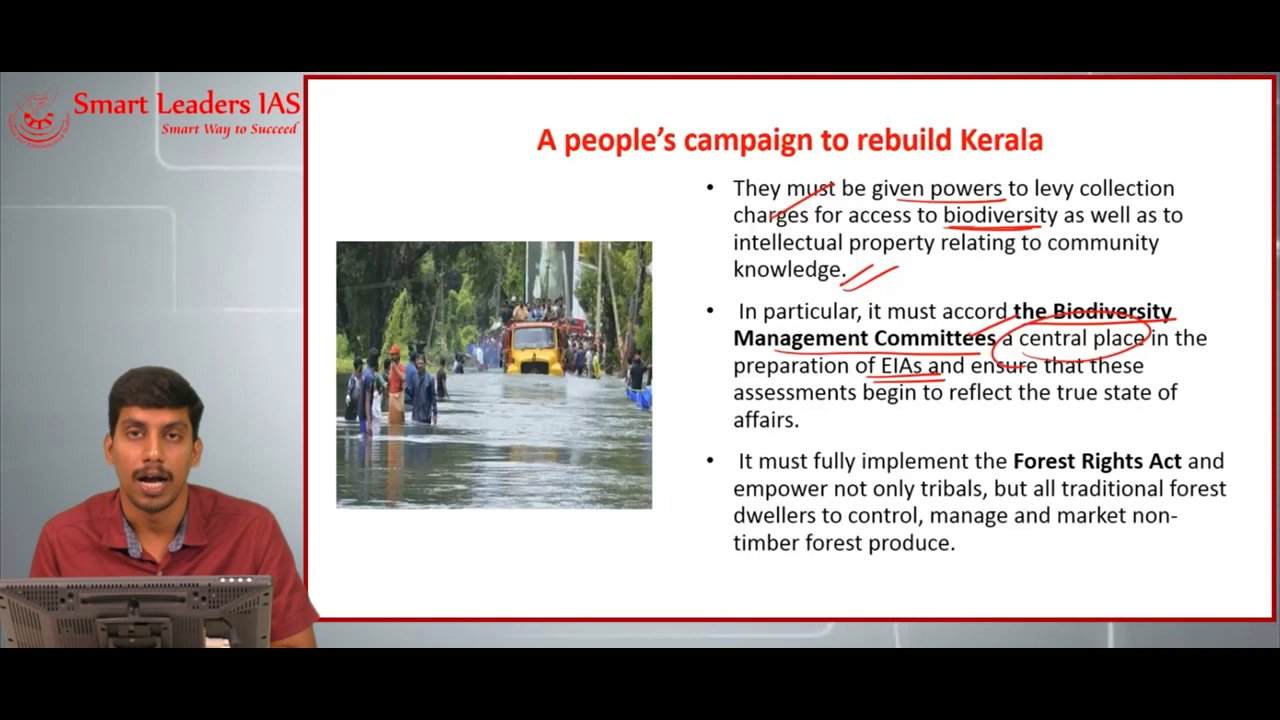 Smart Leaders IAS
Smart Way to Succeed
A people's campaign to rebuild Kerala
• They must be given powers to levy collection
charges for access to biodiversity as well as to
intellectual property relating to community
knowledge.
• In particular, it must accord the Biodiversity
Management Committees a central place in the
preparation of EIAs and ensure that these
assessments begin to reflect the true state of
affairs.
• It must fully implement the Forest Rights Act and
empower not only tribals, but all traditional forest
dwellers to control, manage and market non-
timber forest produce.